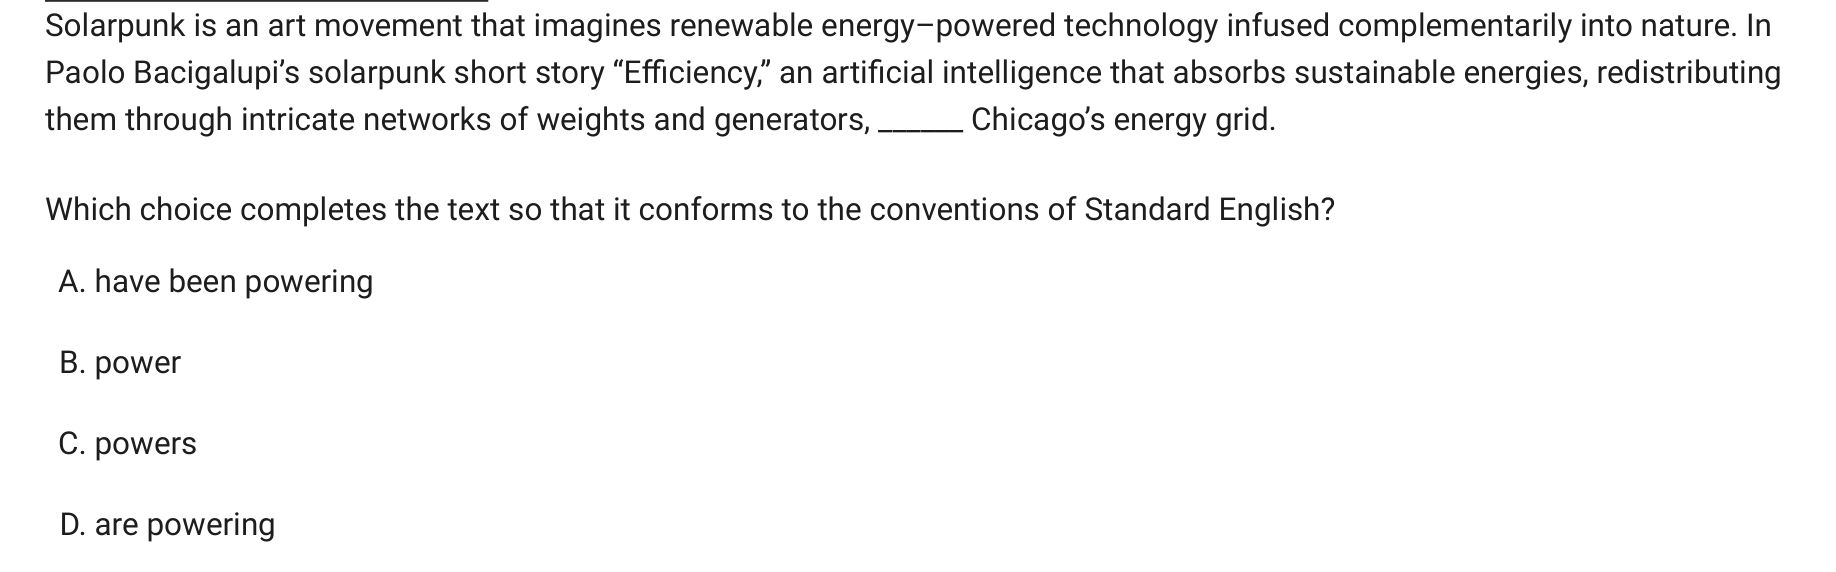 Solarpunk is an art movement that imagines renewable energy–powered technology infused complementarily into nature. In
Paolo Bacigalupi’s solarpunk short story “Efficiency,” an artificial intelligence that absorbs sustainable energies, redistributing
them through intricate networks of weights and generators, ______ Chicago’s energy grid.
Which choice completes the text so that it conforms to the conventions of Standard English?
A. have been powering
B. power
C. powers
D. are powering